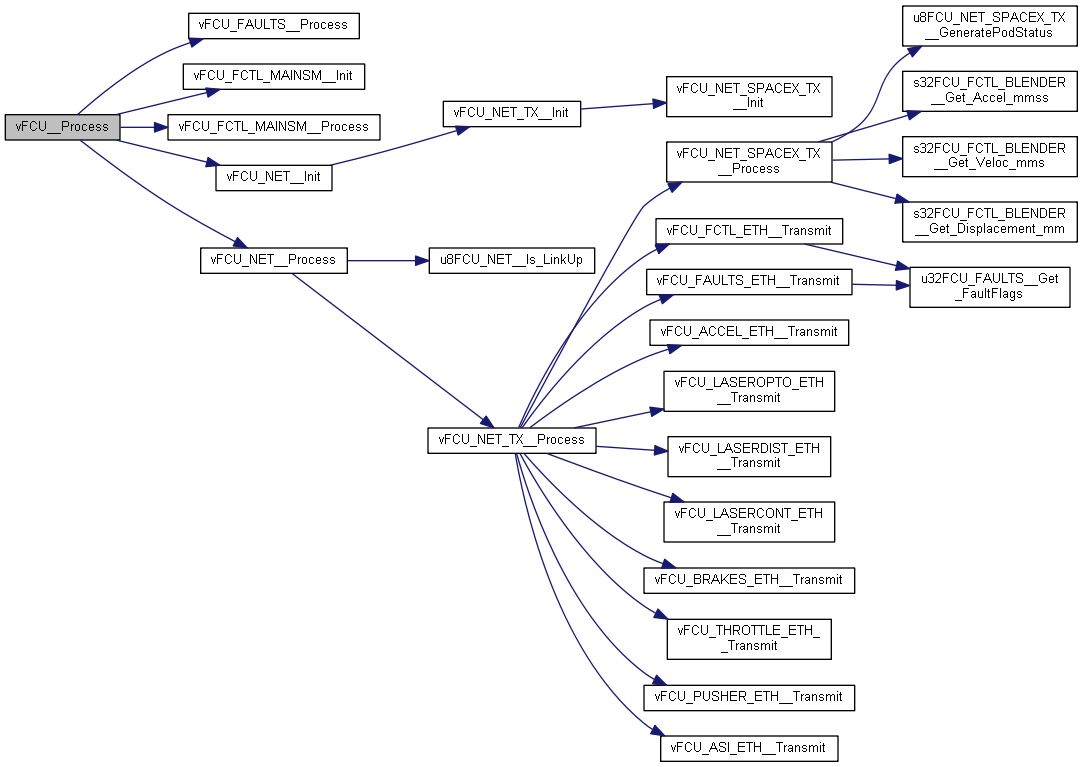 vFCU__Process
vFCU_FAULTS__Process
vFCU_FCTL_MAINSM__Init
vFCU_FCTL_MAINSM__Process
vFCU_NET__Init
vFCU_NET__Process
vFCU_NET_TX__Init
u8FCU_NET__Is_LinkUp
vFCU_NET_TX__Process
vFCU_NET_SPACEX_TX
__Init
vFCU_NET_SPACEX_TX
__Process
vFCU_FCTL_ETH__Transmit
vFCU_FAULTS_ETH__Transmit
vFCU_ACCEL_ETH__Transmit
vFCU_LASEROPTO_ETH
__Transmit
vFCU_LASERDIST_ETH
__Transmit
vFCU_LASERCONT_ETH
__Transmit
vFCU_BRAKES_ETH__Transmit
vFCU_THROTTLE_ETH_
_Transmit
vFCU_PUSHER_ETH__Transmit
vFCU_ASI_ETH__Transmit
u8FCU_NET_SPACEX_TX
__GeneratePodStatus
s32FCU_FCTL_BLENDER
__Get_Accel_mmss
s32FCU_FCTL_BLENDER
__Get_Veloc_mms
s32FCU_FCTL_BLENDER
__Get_Displacement_mm
u32FCU_FAULTS__Get
_FaultFlags